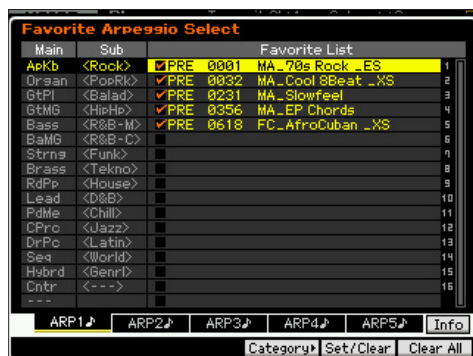 Favorite Arpeggio Select
Main Sub Favorite List
ApKb <Rock> PRE 0001 MA_70s Rock _ES 1
Organ <PopRk> PRE 0032 MA_Cool 8Beat _XS 2
GtPl <Balad> PRE 0231 MA_Slowfeel 3
GtMG <HipHp> PRE 0356 MA_EP Chords 4
Bass <R&B-M> PRE 0618 FC_AfroCuban _XS 5
BaMG <R&B-C> 6
Strng <Funk> 7
Brass <Tekno> 8
RdPp <House> 9
Lead <D&B> 10
PdMe <Chill> 11
CPrc <Jazz> 12
DrPc <Latin> 13
Seq <World> 14
Hybrd <Genrl> 15
Cntr <---> 16
---
ARP1♪ ARP2♪ ARP3♪ ARP4♪ ARP5♪ Info
Category Set/Clear Clear All